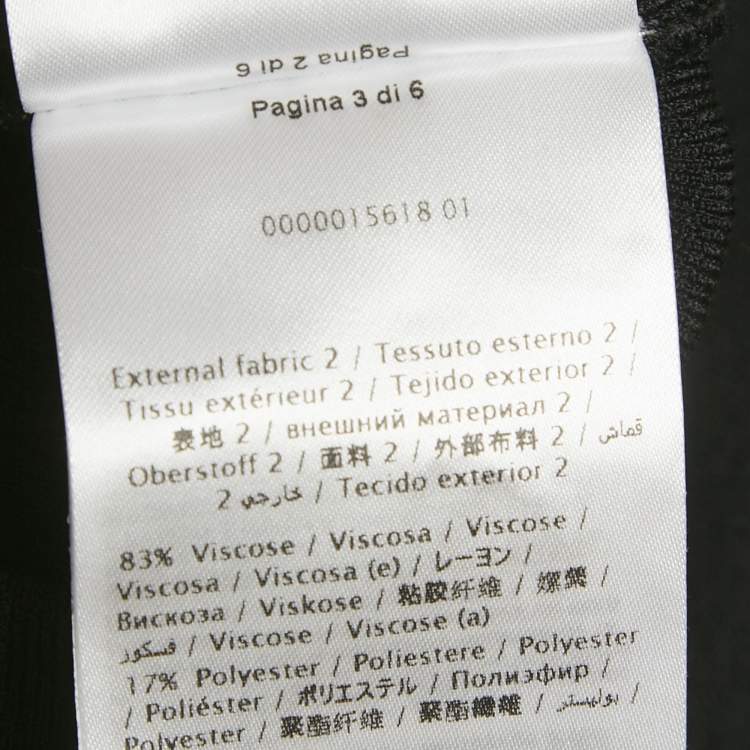 Pagina 2 di 6
Pagina 3 di 6
0000015618 01
External fabric 2 / Tessuto esterno 2 /
Tissu extérieur 2 / Tejido exterior 2 /
表地 2 / внешний материал 2 /
Oberstoff 2 / 面料 2 / 外部布料 2 / قماش
خارجي 2 / Tecido exterior 2
83% Viscose / Viscosa / Viscose /
Viscosa / Viscosa (e) / レーヨン /
Вискоза / Viskose / 粘胶纤维 / 嫘縈 /
فسكوز / Viscose / Viscose (a)
17% Polyester / Poliestere / Polyester
/ Poliéster / ポリエステル / Полиэфир /
Polyester / 聚酯纤维 / 聚酯纖維 / بوليستر /